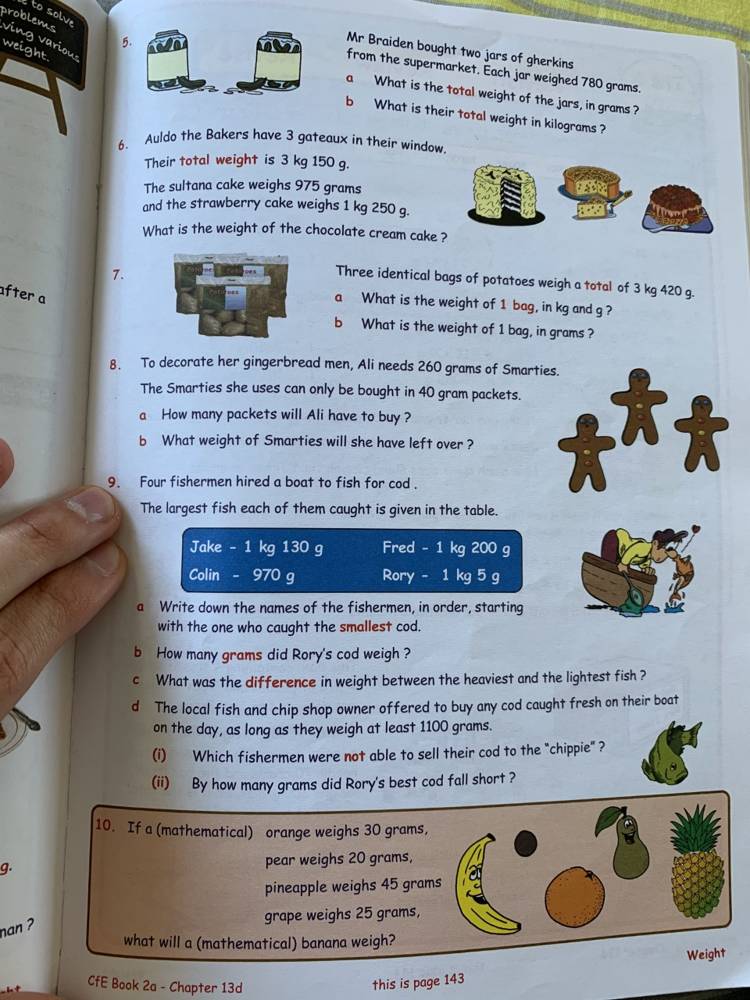 to solve
problems
ving various
weight.
after a
g.
nan ?
5.
Mr Braiden bought two jars of gherkins
from the supermarket. Each jar weighed 780 grams.
a What is the total weight of the jars, in grams ?
b What is their total weight in kilograms ?
6. Auldo the Bakers have 3 gateaux in their window.
Their total weight is 3 kg 150 g.
The sultana cake weighs 975 grams
and the strawberry cake weighs 1 kg 250 g.
What is the weight of the chocolate cream cake ?
7.
Potatoes Potatoes
Potatoes
Three identical bags of potatoes weigh a total of 3 kg 420 g.
a What is the weight of 1 bag, in kg and g ?
b What is the weight of 1 bag, in grams ?
8. To decorate her gingerbread men, Ali needs 260 grams of Smarties.
The Smarties she uses can only be bought in 40 gram packets.
a How many packets will Ali have to buy ?
b What weight of Smarties will she have left over ?
9. Four fishermen hired a boat to fish for cod .
The largest fish each of them caught is given in the table.
Jake - 1 kg 130 g Fred - 1 kg 200 g
Colin - 970 g Rory - 1 kg 5 g
a Write down the names of the fishermen, in order, starting
with the one who caught the smallest cod.
b How many grams did Rory's cod weigh ?
c What was the difference in weight between the heaviest and the lightest fish ?
d The local fish and chip shop owner offered to buy any cod caught fresh on their boat
on the day, as long as they weigh at least 1100 grams.
(i) Which fishermen were not able to sell their cod to the "chippie" ?
(ii) By how many grams did Rory's best cod fall short ?
10. If a (mathematical) orange weighs 30 grams,
pear weighs 20 grams,
pineapple weighs 45 grams
grape weighs 25 grams,
what will a (mathematical) banana weigh?
Weight
CfE Book 2a - Chapter 13d
this is page 143